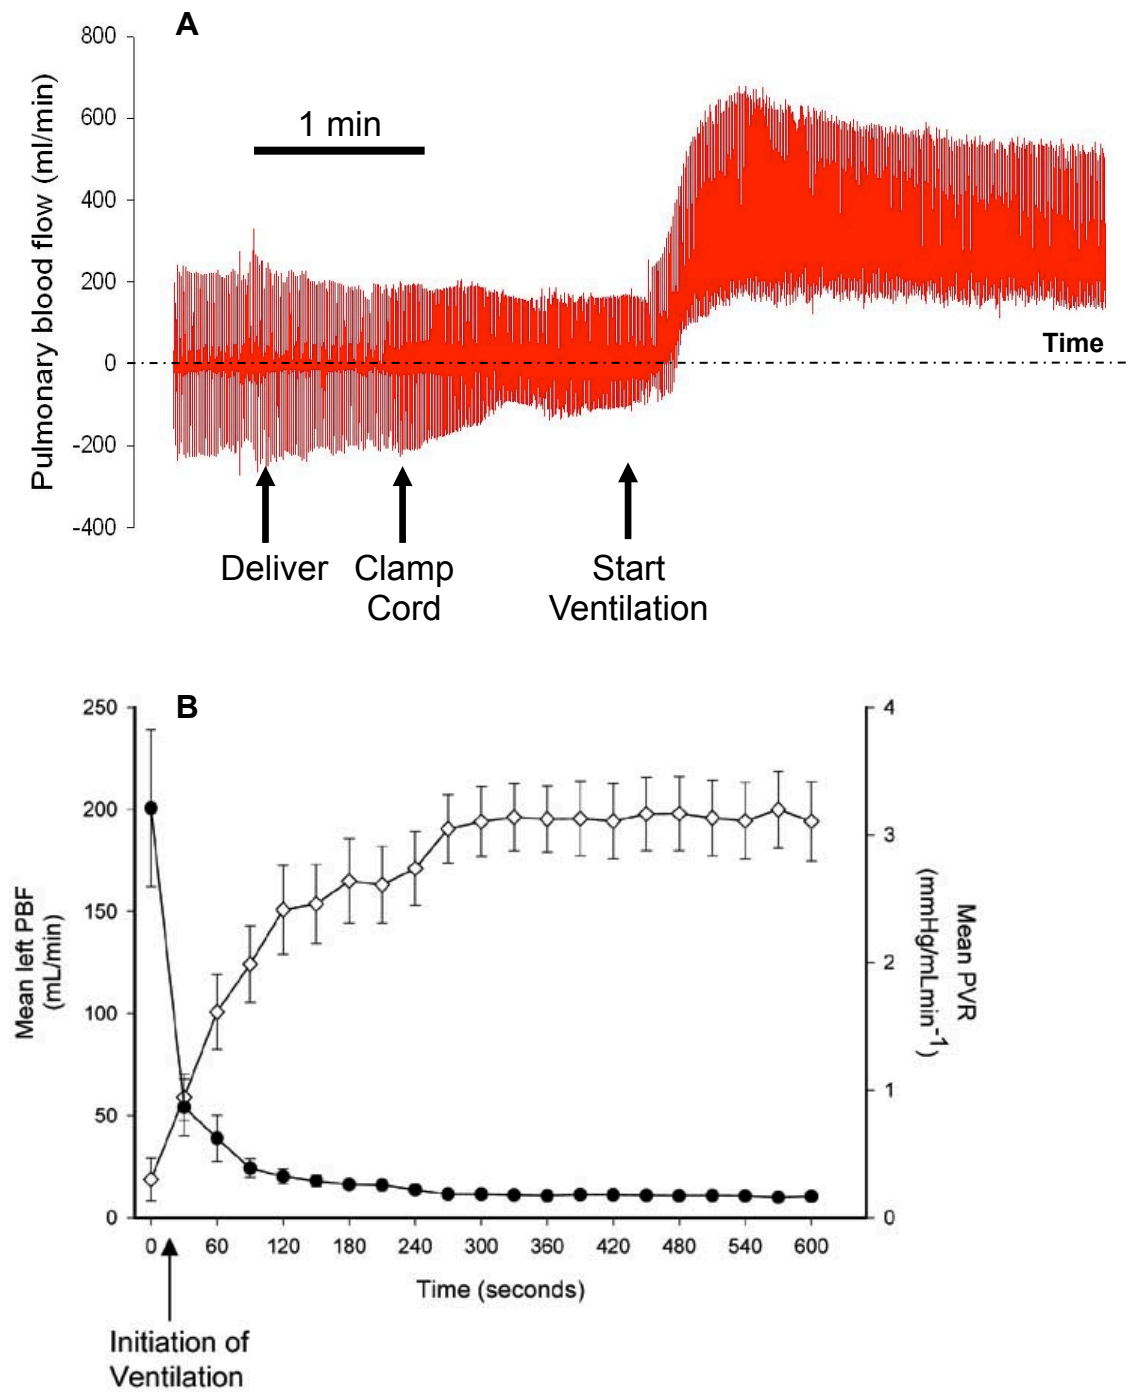 A
800
600
400
200
0
-200
-400
Pulmonary blood flow (ml/min)
1 min
Time
Deliver
Clamp
Cord
Start
Ventilation
B
250
200
150
100
50
0
Mean left PBF
(mL/min)
4
3
2
1
0
Mean PVR
(mmHg/mLmin⁻¹)
0 60 120 180 240 300 360 420 480 540 600
Time (seconds)
Initiation of
Ventilation